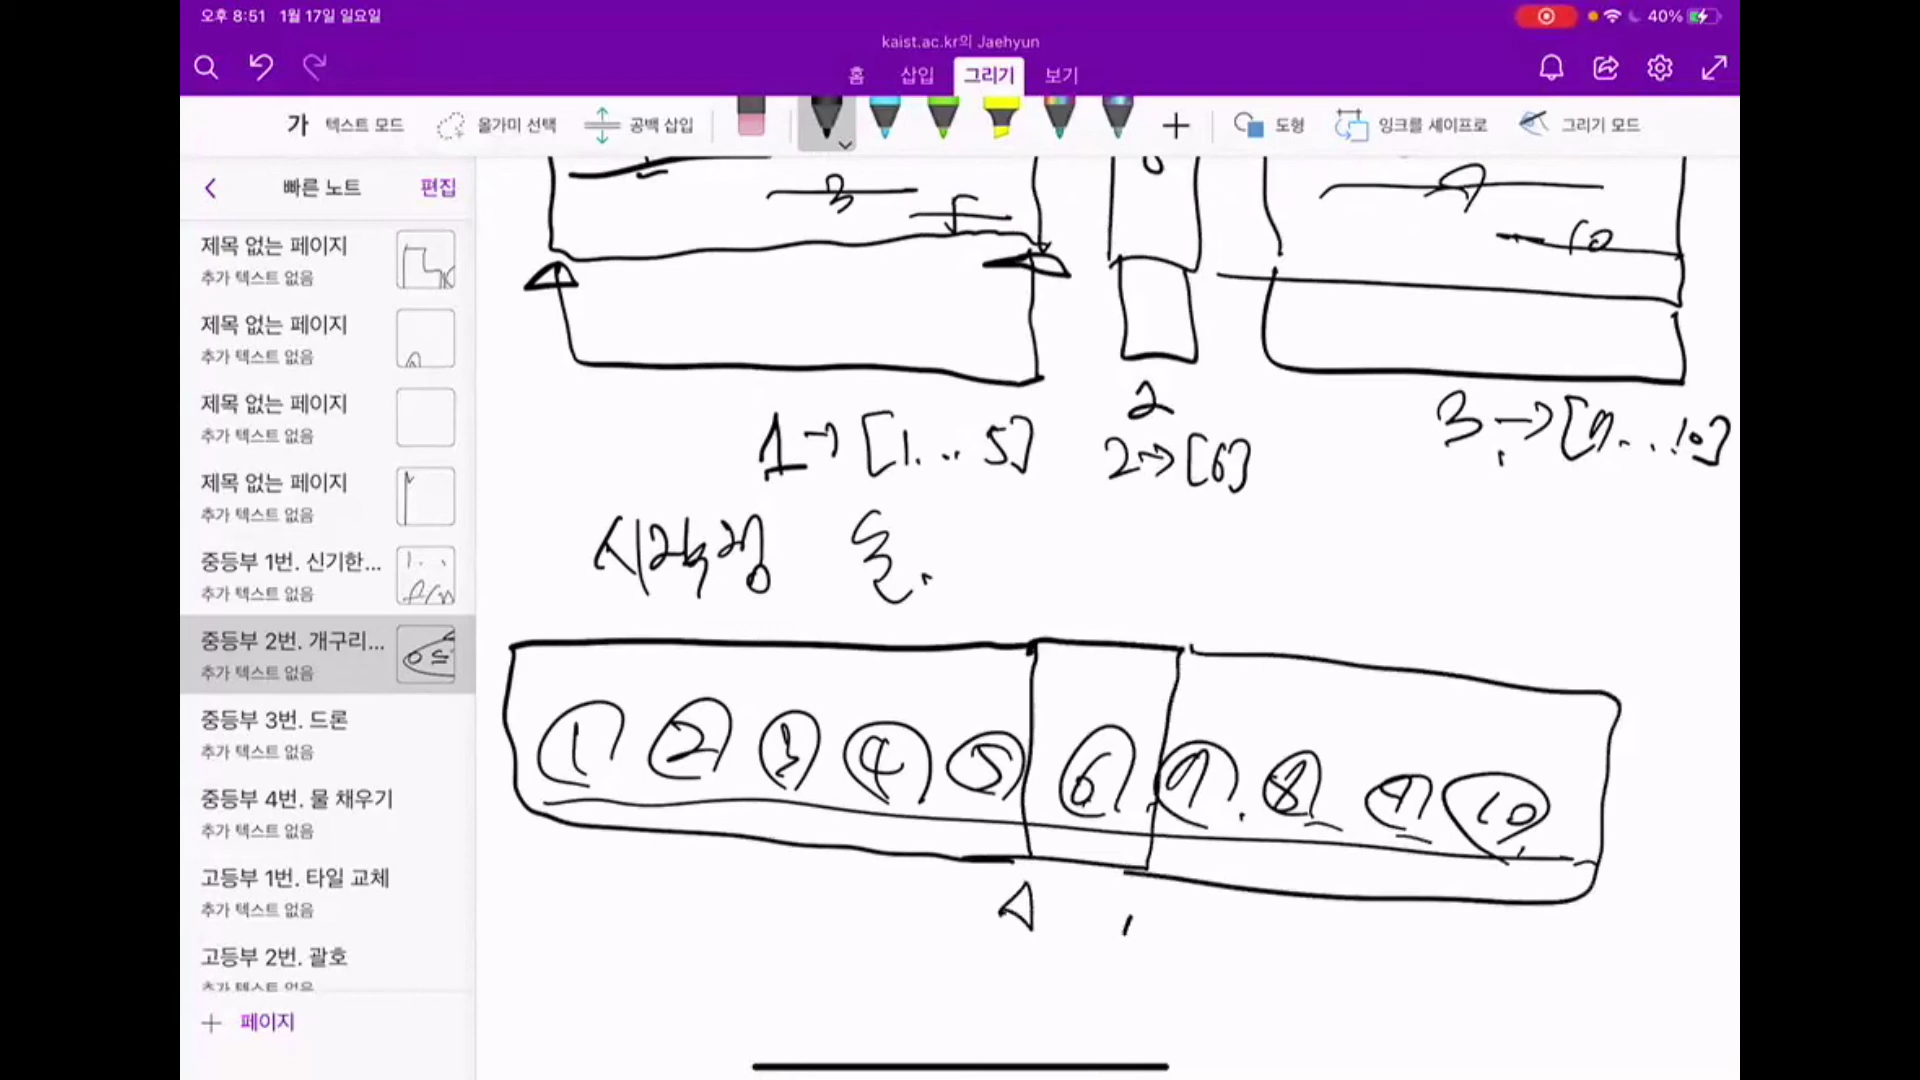 오후 8:51 1월 17일 일요일
40%
kaist.ac.kr의 Jaehyun
홈 삽입 그리기 보기
가 텍스트 모드 올가미 선택 공백 삽입 도형 잉크를 셰이프로 그리기 모드
빠른 노트 편집
제목 없는 페이지
추가 텍스트 없음
제목 없는 페이지
추가 텍스트 없음
제목 없는 페이지
추가 텍스트 없음
제목 없는 페이지
추가 텍스트 없음
중등부 1번. 신기한...
추가 텍스트 없음
중등부 2번. 개구리...
추가 텍스트 없음
중등부 3번. 드론
추가 텍스트 없음
중등부 4번. 물 채우기
추가 텍스트 없음
고등부 1번. 타일 교체
추가 텍스트 없음
고등부 2번. 괄호
추가 텍스트 없음
페이지
3 7
5 10
2
1→[1...5] 2→[6] 3→[7...10]
시작점
1 2 3 4 5 6 7 8 9 10